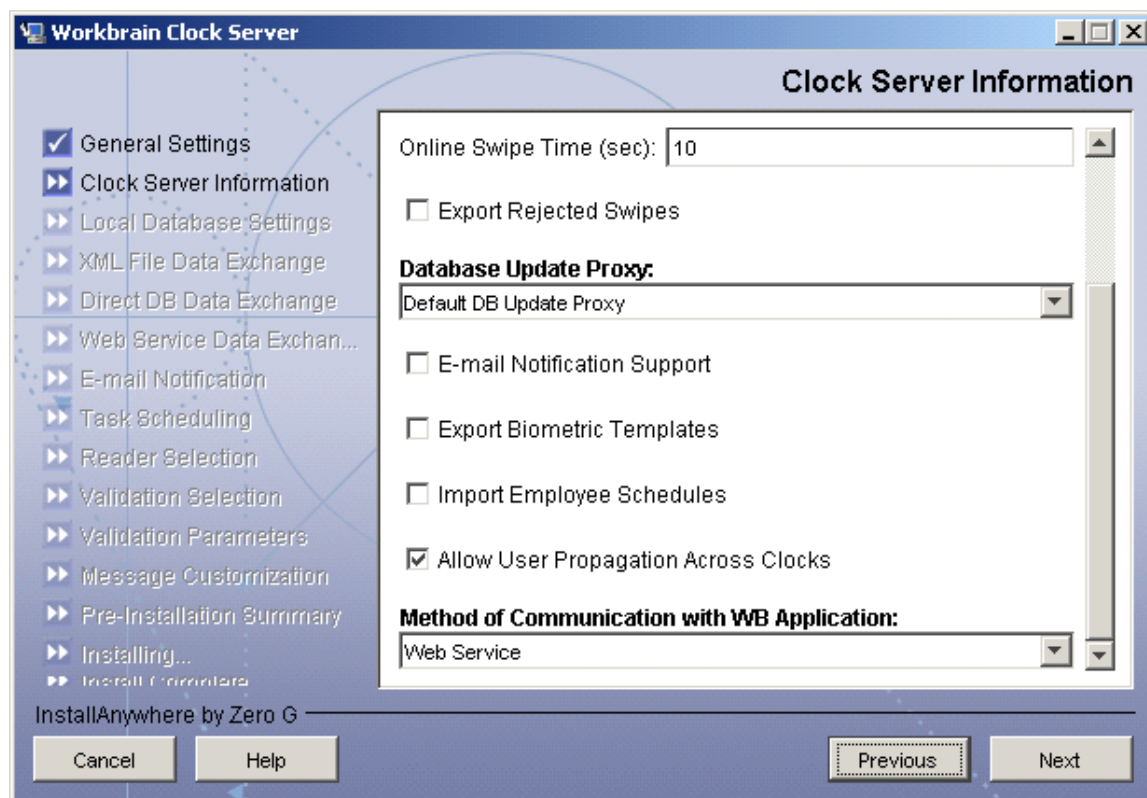 Workbrain Clock Server
Clock Server Information
General Settings
Clock Server Information
Local Database Settings
XML File Data Exchange
Direct DB Data Exchange
Web Service Data Exchan...
E-mail Notification
Task Scheduling
Reader Selection
Validation Selection
Validation Parameters
Message Customization
Pre-Installation Summary
Installing...
Install Complete
Online Swipe Time (sec): 10
Export Rejected Swipes
Database Update Proxy:
Default DB Update Proxy
E-mail Notification Support
Export Biometric Templates
Import Employee Schedules
Allow User Propagation Across Clocks
Method of Communication with WB Application:
Web Service
InstallAnywhere by Zero G
Cancel Help Previous Next